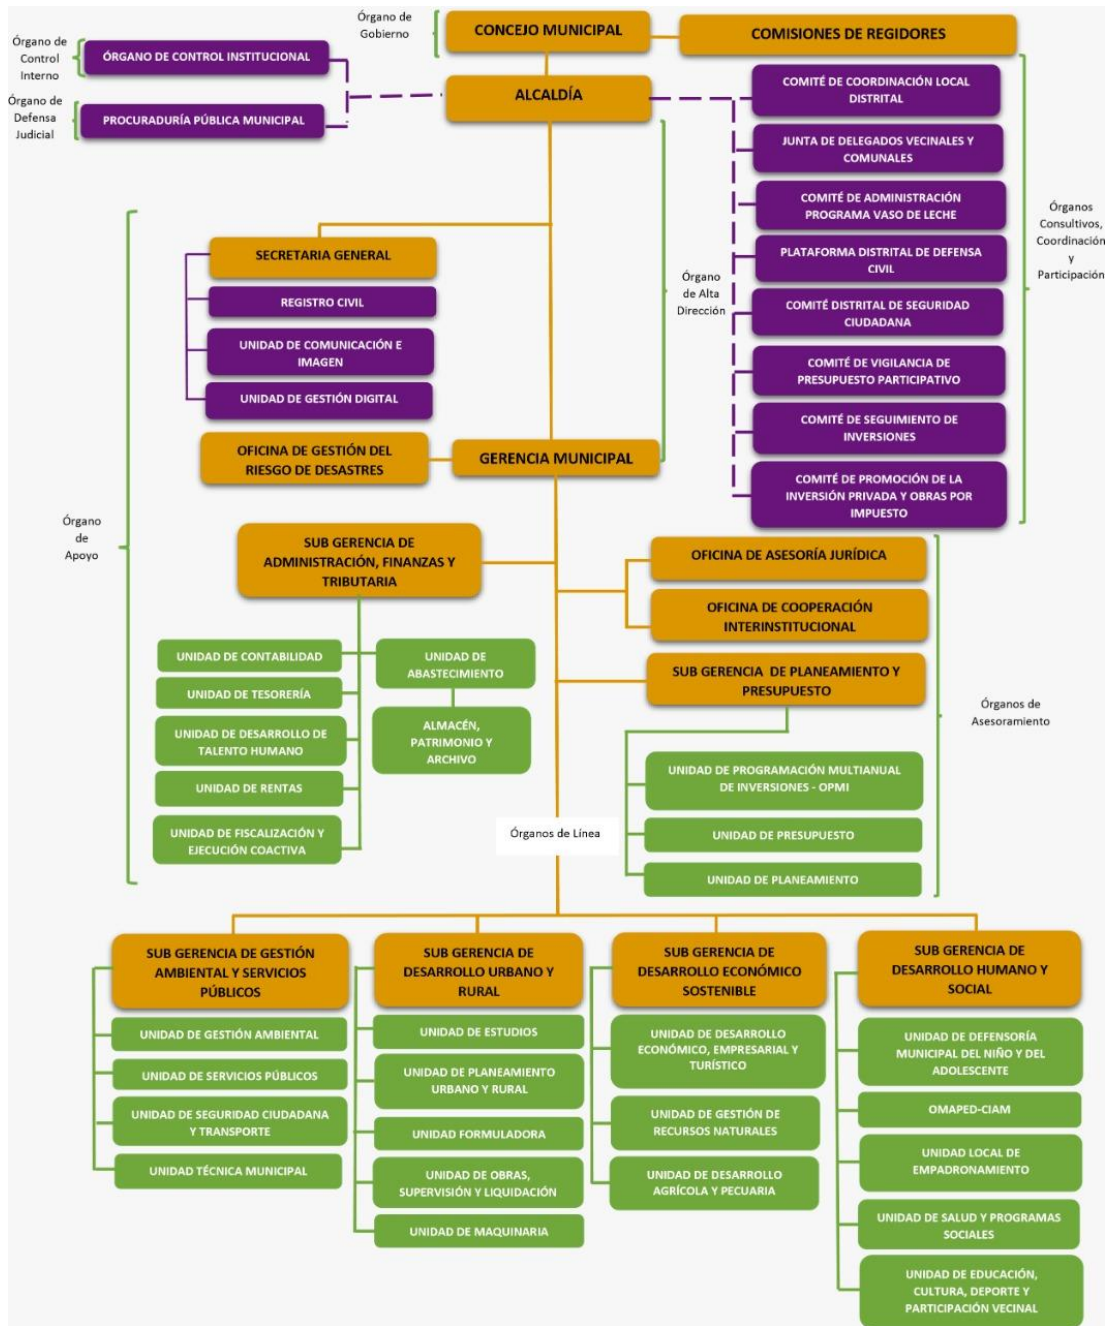 Órgano de
Gobierno
CONCEJO MUNICIPAL
COMISIONES DE REGIDORES
Órgano de
Control
Interno
ÓRGANO DE CONTROL INSTITUCIONAL
Órgano de
Defensa
Judicial
PROCURADURÍA PÚBLICA MUNICIPAL
ALCALDÍA
COMITÉ DE COORDINACIÓN LOCAL
DISTRITAL
JUNTA DE DELEGADOS VECINALES Y
COMUNALES
COMITÉ DE ADMINISTRACIÓN
PROGRAMA VASO DE LECHE
PLATAFORMA DISTRITAL DE DEFENSA
CIVIL
COMITÉ DISTRITAL DE SEGURIDAD
CIUDADANA
COMITÉ DE VIGILANCIA DE
PRESUPUESTO PARTICIPATIVO
COMITÉ DE SEGUIMIENTO DE
INVERSIONES
COMITÉ DE PROMOCIÓN DE LA
INVERSIÓN PRIVADA Y OBRAS POR
IMPUESTO
Órganos
Consultivos,
Coordinación
y
Participación
Órgano
de Alta
Dirección
SECRETARIA GENERAL
REGISTRO CIVIL
UNIDAD DE COMUNICACIÓN E
IMAGEN
UNIDAD DE GESTIÓN DIGITAL
OFICINA DE GESTIÓN DEL
RIESGO DE DESASTRES
GERENCIA MUNICIPAL
Órgano
de
Apoyo
SUB GERENCIA DE
ADMINISTRACIÓN, FINANZAS Y
TRIBUTARIA
UNIDAD DE CONTABILIDAD
UNIDAD DE TESORERÍA
UNIDAD DE DESARROLLO DE
TALENTO HUMANO
UNIDAD DE RENTAS
UNIDAD DE FISCALIZACIÓN Y
EJECUCIÓN COACTIVA
UNIDAD DE
ABASTECIMIENTO
ALMACÉN,
PATRIMONIO Y
ARCHIVO
OFICINA DE ASESORÍA JURÍDICA
OFICINA DE COOPERACIÓN
INTERINSTITUCIONAL
SUB GERENCIA DE PLANEAMIENTO Y
PRESUPUESTO
UNIDAD DE PROGRAMACIÓN MULTIANUAL
DE INVERSIONES - OPMI
UNIDAD DE PRESUPUESTO
UNIDAD DE PLANEAMIENTO
Órganos de
Asesoramiento
Órganos de Línea
SUB GERENCIA DE GESTIÓN
AMBIENTAL Y SERVICIOS
PÚBLICOS
UNIDAD DE GESTIÓN AMBIENTAL
UNIDAD DE SERVICIOS PÚBLICOS
UNIDAD DE SEGURIDAD CIUDADANA
Y TRANSPORTE
UNIDAD TÉCNICA MUNICIPAL
SUB GERENCIA DE
DESARROLLO URBANO Y
RURAL
UNIDAD DE ESTUDIOS
UNIDAD DE PLANEAMIENTO
URBANO Y RURAL
UNIDAD FORMULADORA
UNIDAD DE OBRAS,
SUPERVISIÓN Y LIQUIDACIÓN
UNIDAD DE MAQUINARIA
SUB GERENCIA DE
DESARROLLO ECONÓMICO
SOSTENIBLE
UNIDAD DE DESARROLLO
ECONÓMICO, EMPRESARIAL Y
TURÍSTICO
UNIDAD DE GESTIÓN DE
RECURSOS NATURALES
UNIDAD DE DESARROLLO
AGRÍCOLA Y PECUARIA
SUB GERENCIA DE
DESARROLLO HUMANO Y
SOCIAL
UNIDAD DE DEFENSORÍA
MUNICIPAL DEL NIÑO Y DEL
ADOLESCENTE
OMAPED-CIAM
UNIDAD LOCAL DE
EMPADRONAMIENTO
UNIDAD DE SALUD Y PROGRAMAS
SOCIALES
UNIDAD DE EDUCACIÓN,
CULTURA, DEPORTE Y
PARTICIPACIÓN VECINAL